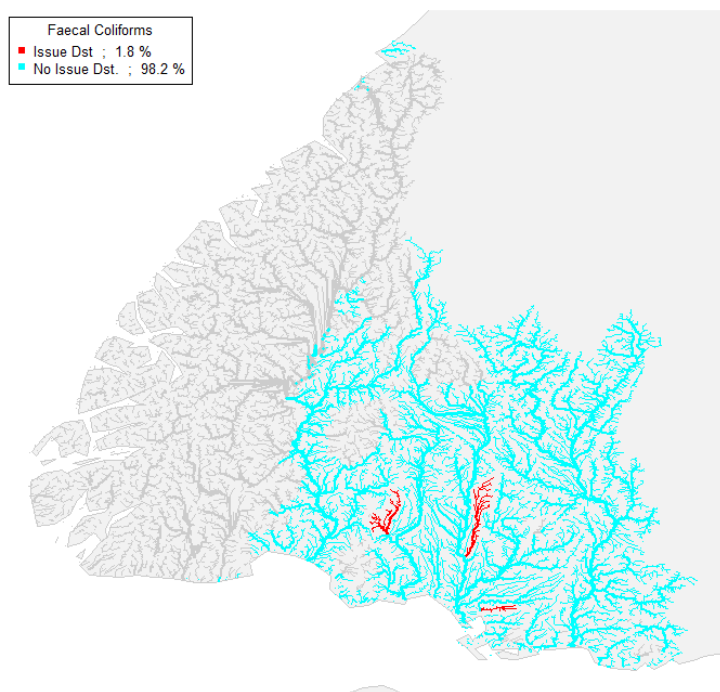 Faecal Coliforms
Issue Dst ; 1.8 %
No Issue Dst. ; 98.2 %